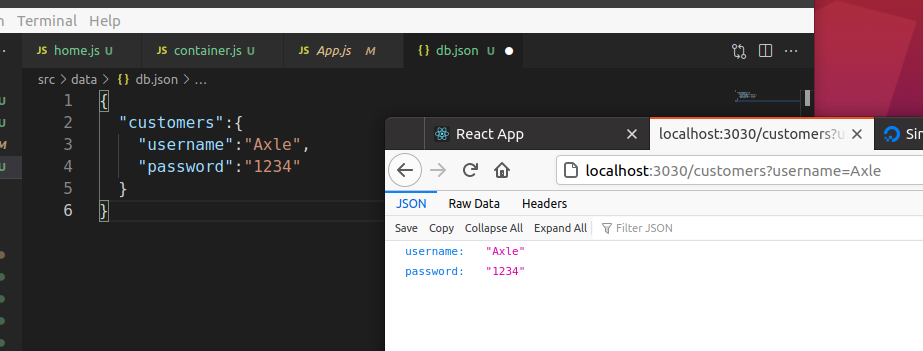 n Terminal Help
JS home.js U JS container.js U JS App.js M {} db.json U
src > data > {} db.json > ...
1 {
2 "customers":{
3 "username":"Axle",
4 "password":"1234"
5 }
6 }
U
U
M
U
React App localhost:3030/customers?u Sin
localhost:3030/customers?username=Axle
JSON Raw Data Headers
Save Copy Collapse All Expand All Filter JSON
username: "Axle"
password: "1234"